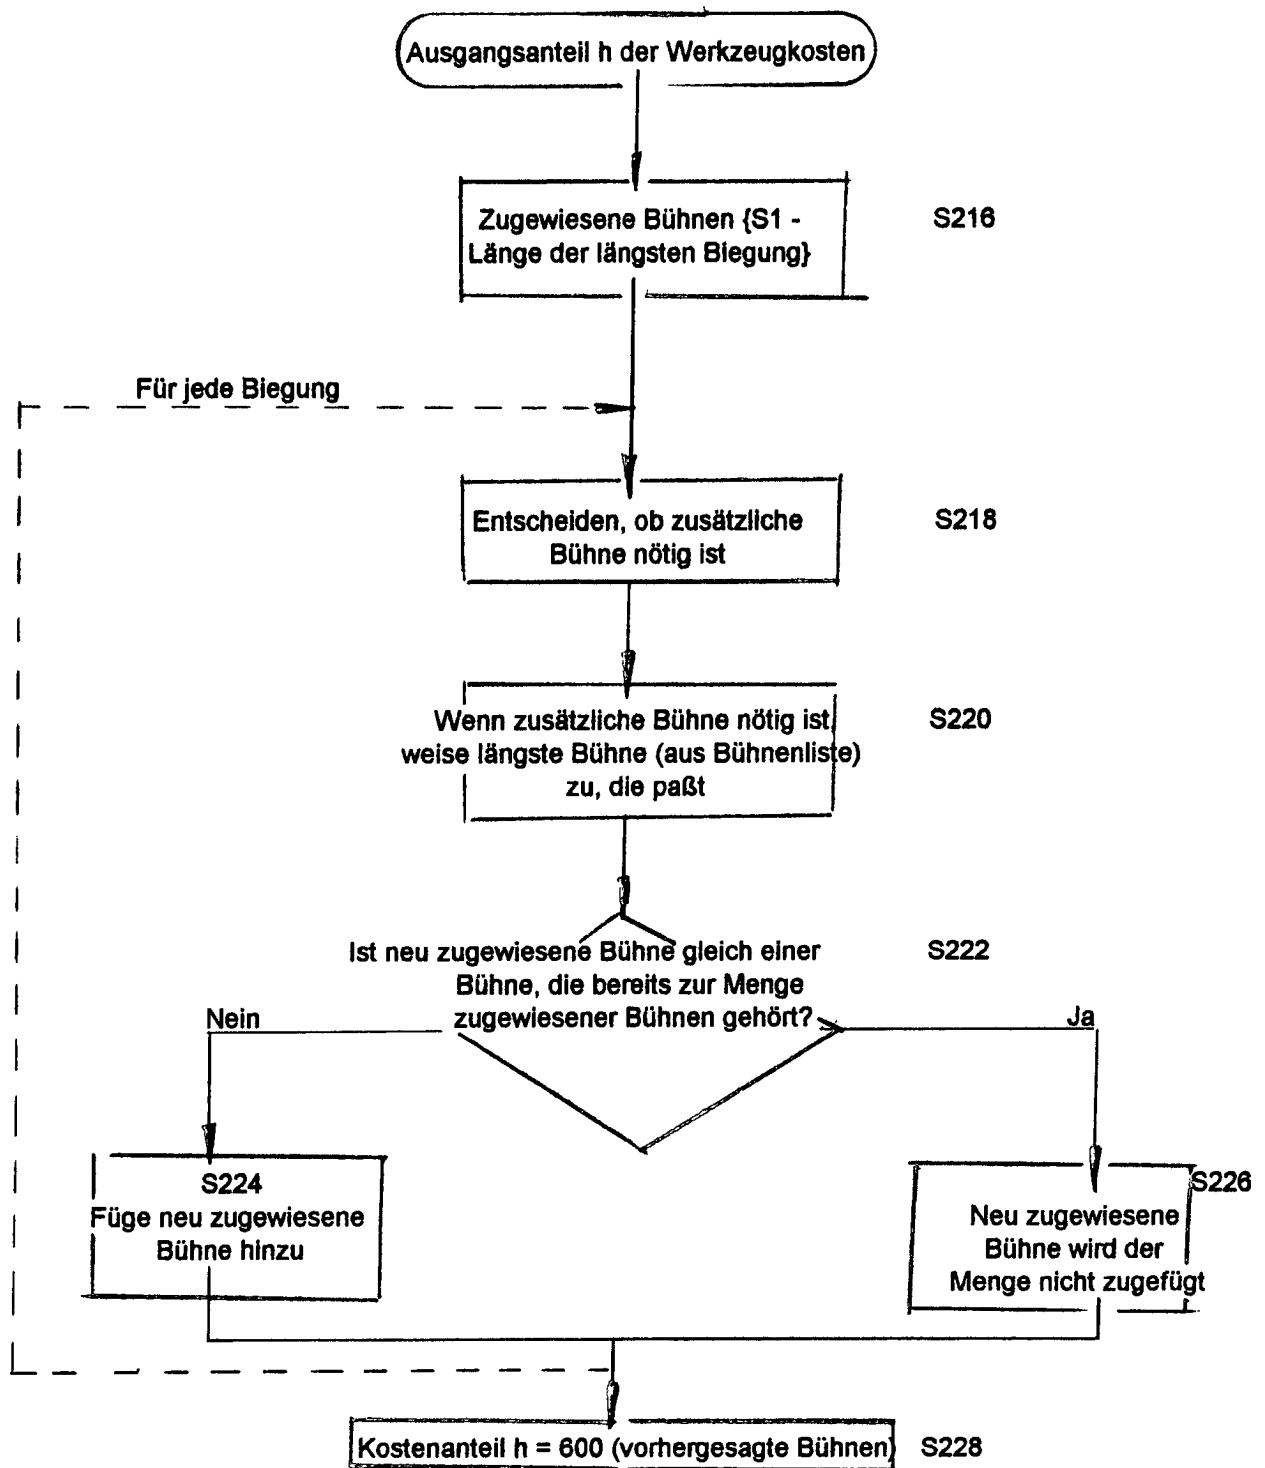 Ausgangsanteil h der Werkzeugkosten
Zugewiesene Bühnen {S1 -
Länge der längsten Biegung}
S216
Für jede Biegung
Entscheiden, ob zusätzliche
Bühne nötig ist
S218
Wenn zusätzliche Bühne nötig ist,
weise längste Bühne (aus Bühnenliste)
zu, die paßt
S220
Ist neu zugewiesene Bühne gleich einer
Bühne, die bereits zur Menge
zugewiesener Bühnen gehört?
S222
Nein
Ja
S224
Füge neu zugewiesene
Bühne hinzu
S226
Neu zugewiesene
Bühne wird der
Menge nicht zugefügt
Kostenanteil h = 600 (vorhergesagte Bühnen)
S228